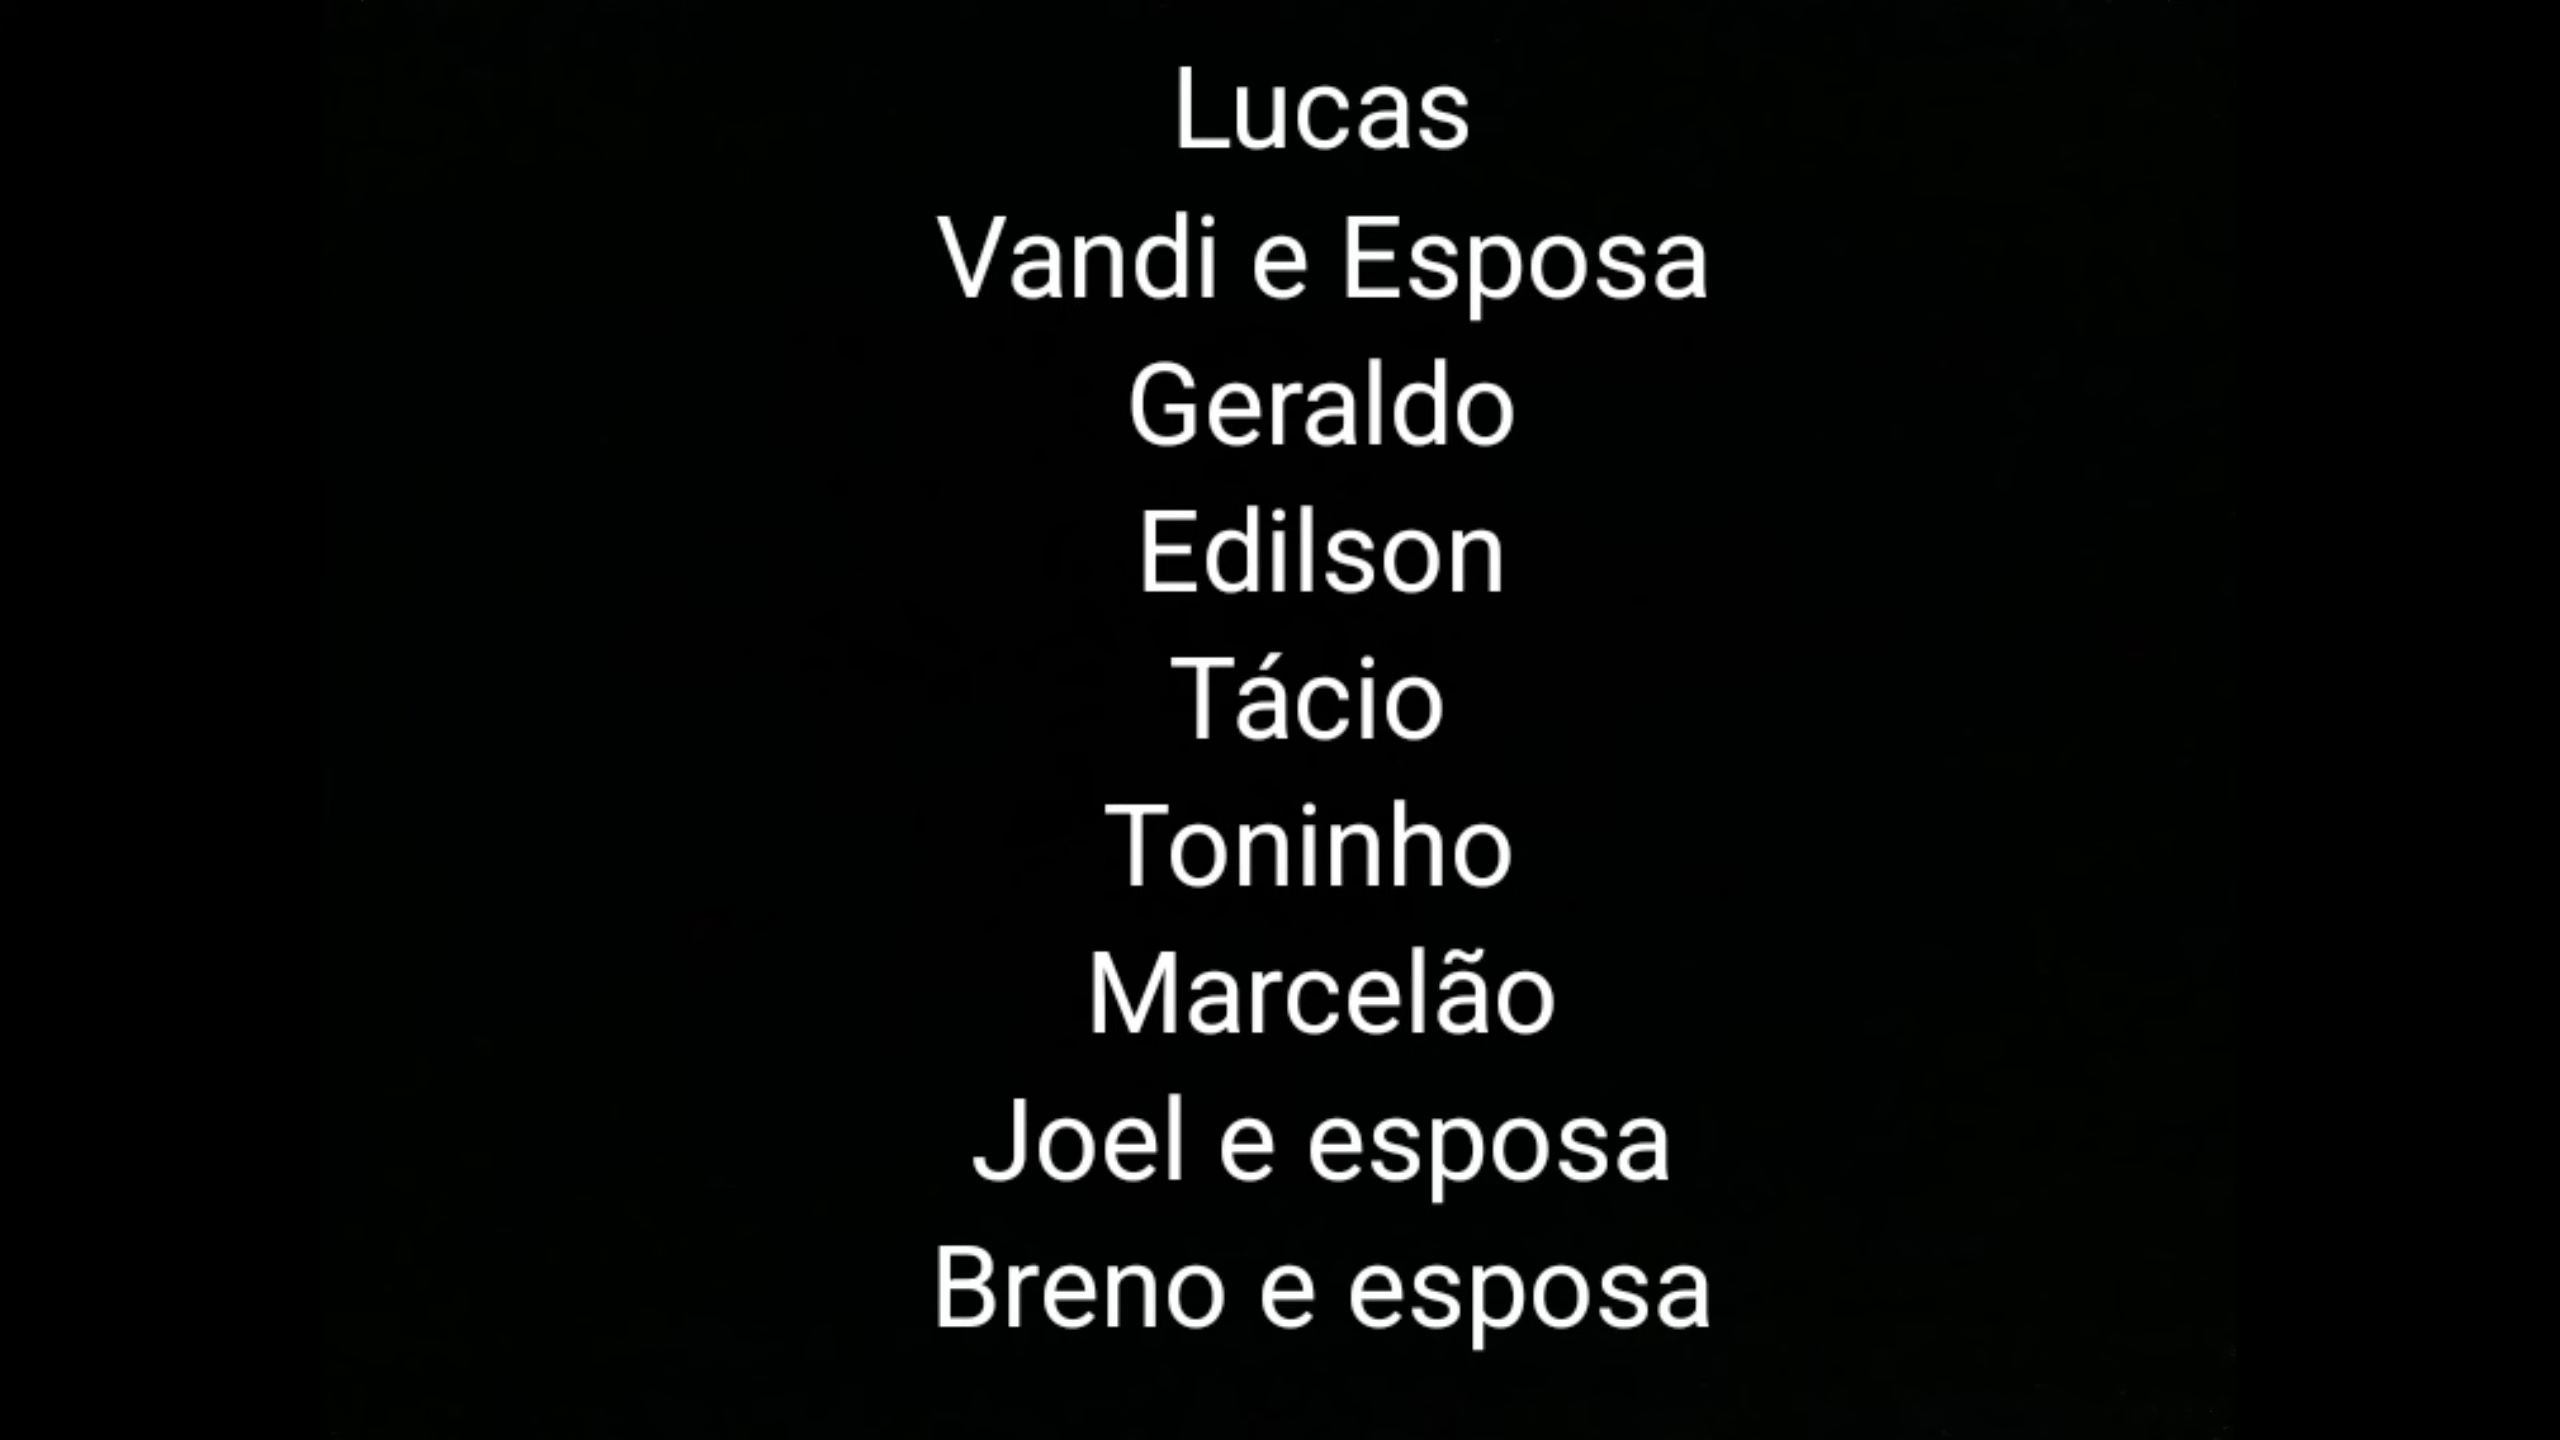 Lucas
Vandi e Esposa
Geraldo
Edilson
Tácio
Toninho
Marcelão
Joel e esposa
Breno e esposa